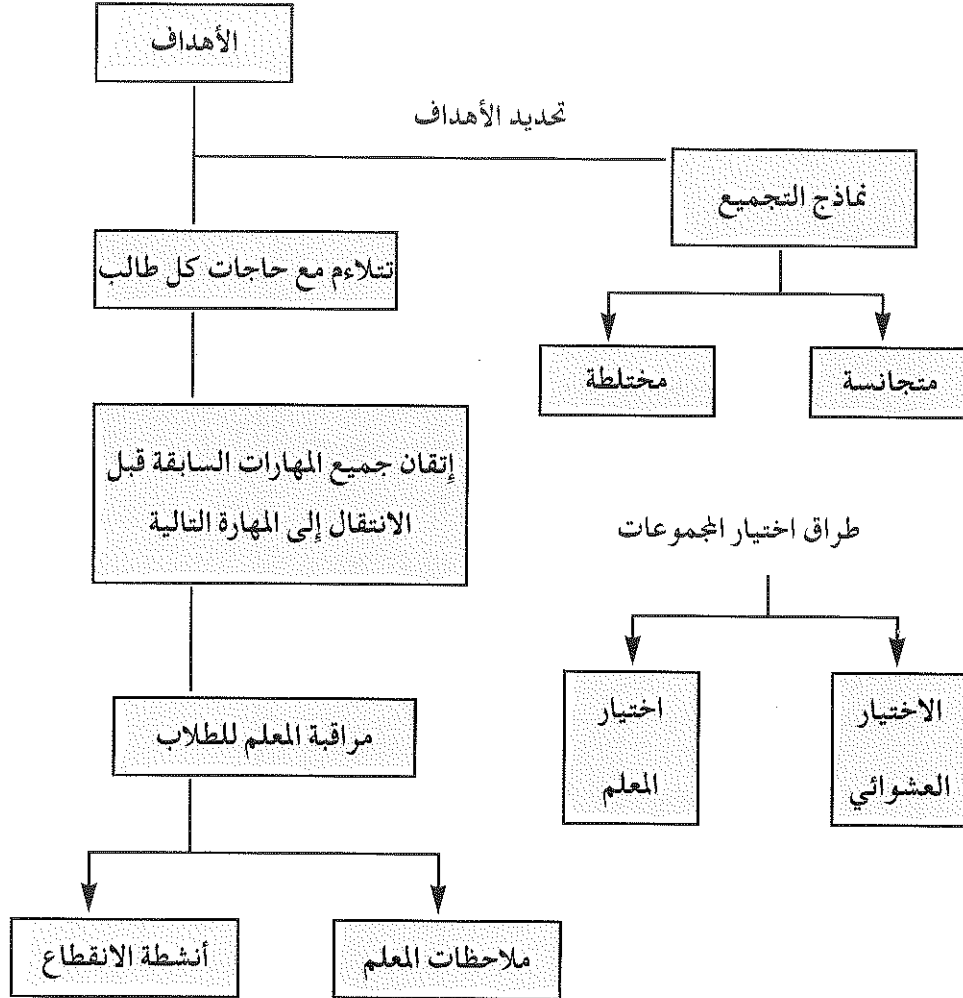 الأهداف
تحديد الأهداف
نماذج التجميع
تتلاءم مع حاجات كل طالب
متجانسة
مختلطة
إتقان جميع المهارات السابقة قبل
الانتقال إلى المهارة التالية
طراق اختيار المجموعات
الاختيار
العشوائي
اختيار
المعلم
مراقبة المعلم للطلاب
ملاحظات المعلم
أنشطة الانقطاع